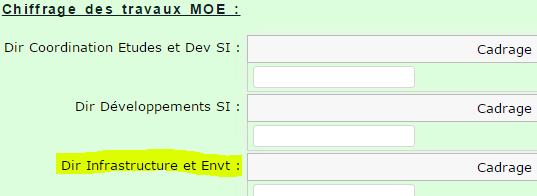 Chiffrage des travaux MOE :
Dir Coordination Etudes et Dev SI :
Cadrage
Dir Développements SI :
Cadrage
Dir Infrastructure et Envt :
Cadrage